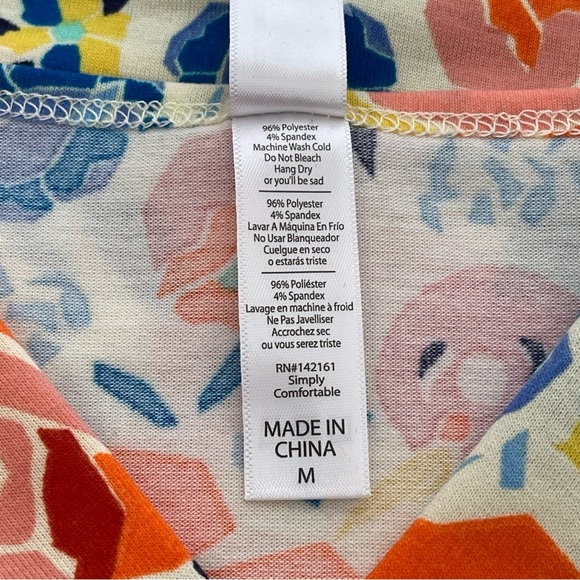 96% Polyester
4% Spandex
Machine Wash Cold
Do Not Bleach
Hang Dry
or you'll be sad
96% Polyester
4% Spandex
Lavar A Máquina En Frío
No Usar Blanqueador
Cuelgue en seco
o estarás triste
96% Poliéster
4% Spandex
Lavage en machine à froid
Ne Pas Javelliser
Accrochez sec
ou vous serez triste
RN#142161
Simply
Comfortable
MADE IN
CHINA
M